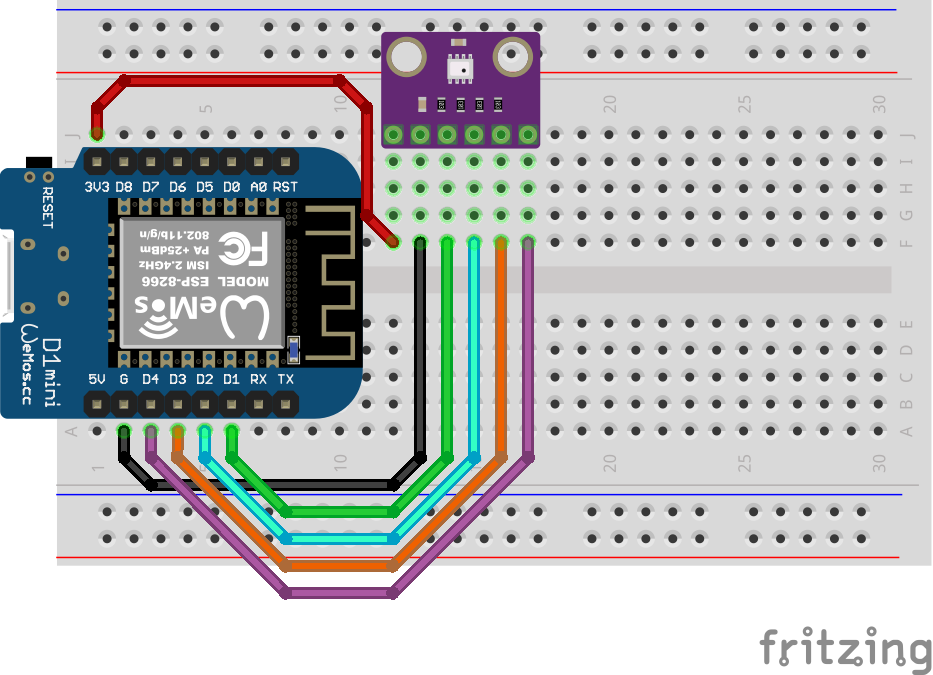 5
10
20
25
30
J
J
I
I
H
G
F
3V3 D8 D7 D6 D5 D0 A0 RST
RESET
802.11b/g/n
PA +25dBm
ISM 2.4GHz
ESP-8266
MODEL
FC
WeMos
E
D
C
B
A
A
D1 mini
WeMos.cc
5V G D4 D3 D2 D1 RX TX
1
10
20
25
30
fritzing